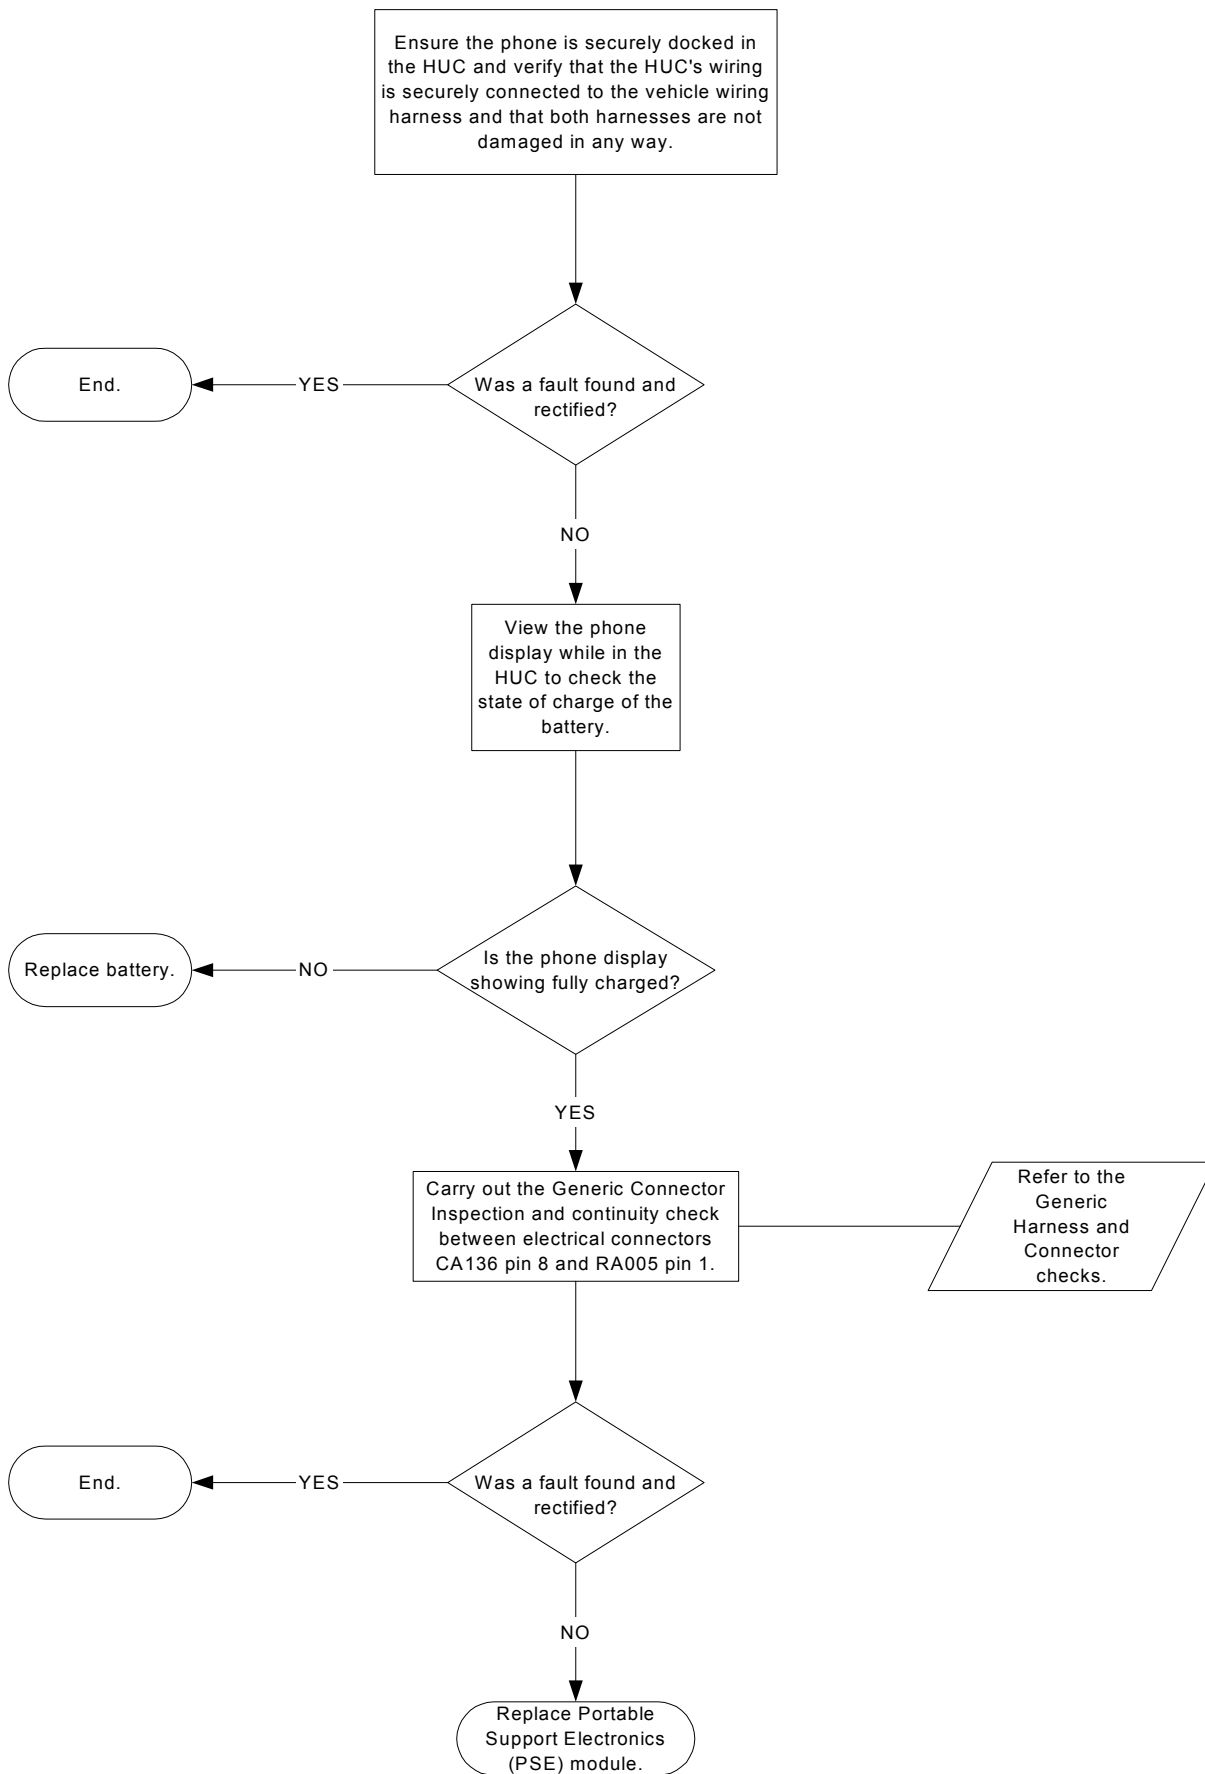 Ensure the phone is securely docked in
the HUC and verify that the HUC's wiring
is securely connected to the vehicle wiring
harness and that both harnesses are not
damaged in any way.
End.
YES
Was a fault found and
rectified?
NO
View the phone
display while in the
HUC to check the
state of charge of the
battery.
Replace battery.
NO
Is the phone display
showing fully charged?
YES
Carry out the Generic Connector
Inspection and continuity check
between electrical connectors
CA136 pin 8 and RA005 pin 1.
Refer to the
Generic
Harness and
Connector
checks.
End.
YES
Was a fault found and
rectified?
NO
Replace Portable
Support Electronics
(PSE) module.